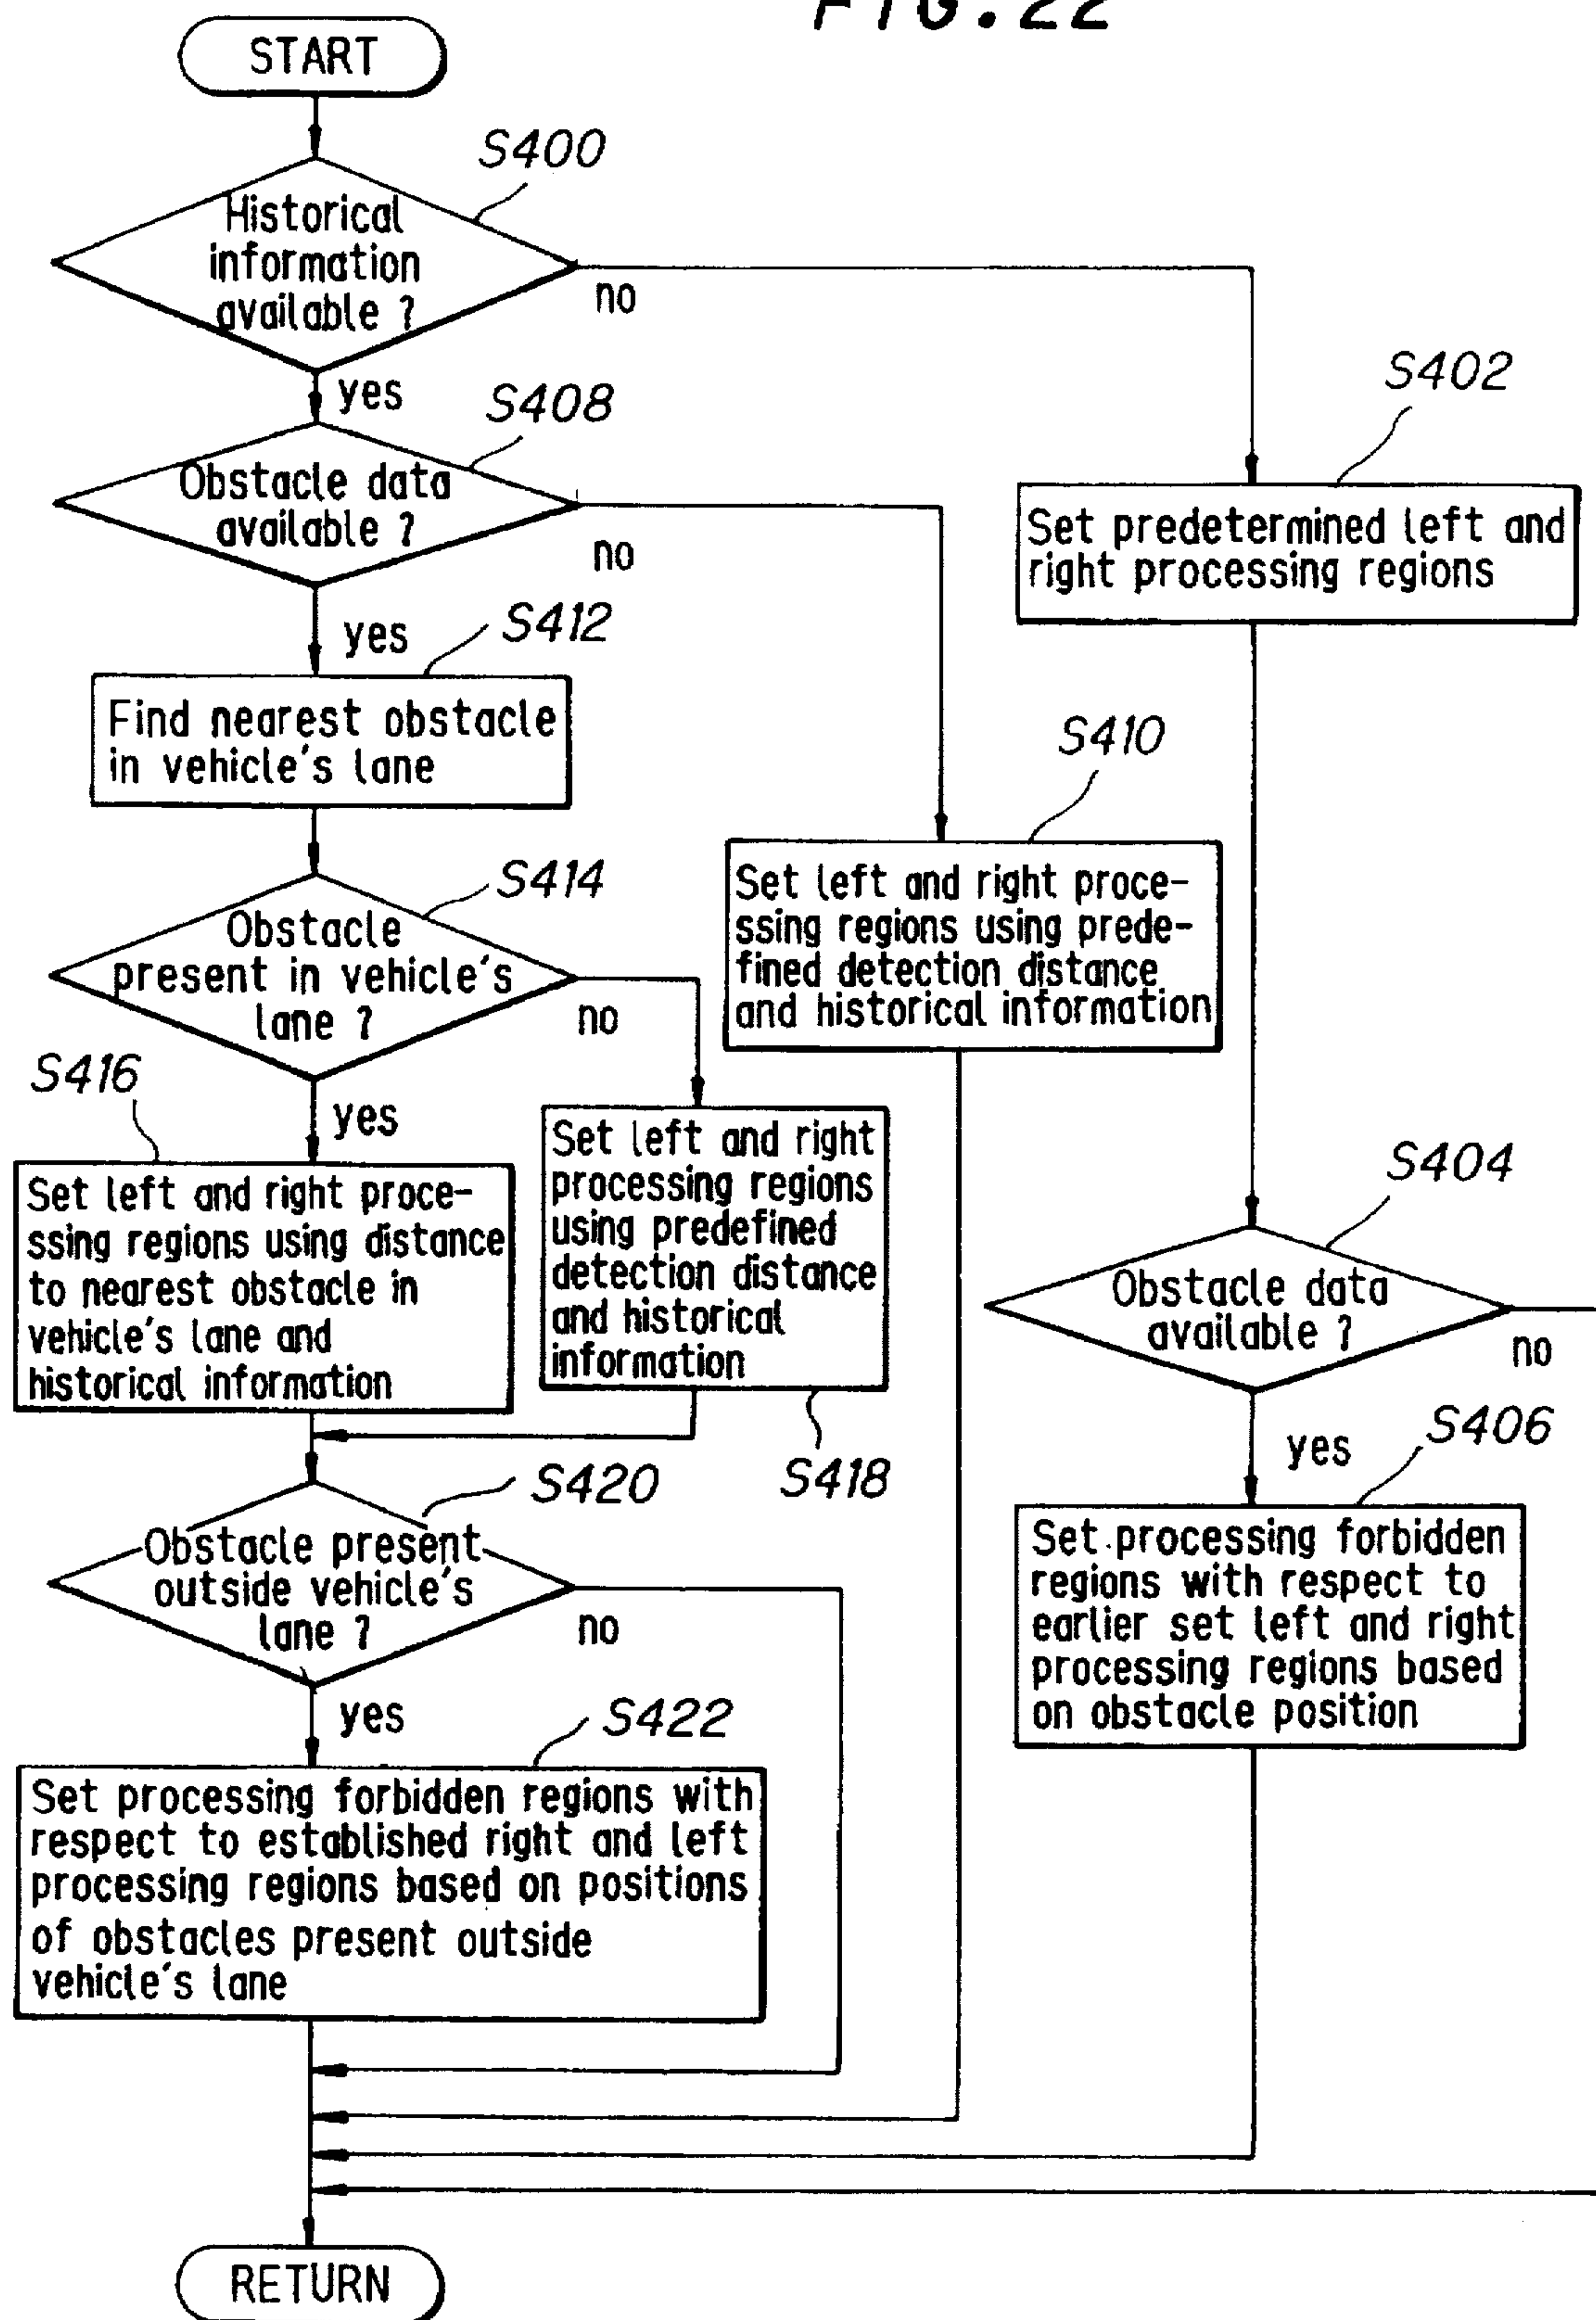 FIG.22
START
S400
Historical
information
available ?
no
yes
S408
Obstacle data
available ?
no
yes
S402
Set predetermined left and
right processing regions
S412
Find nearest obstacle
in vehicle's lane
S410
Set left and right proce-
ssing regions using prede-
fined detection distance
and historical information
S414
Obstacle
present in vehicle's
lane ?
no
yes
S416
Set left and right proce-
ssing regions using distance
to nearest obstacle in
vehicle's lane and
historical information
Set left and right
processing regions
using predefined
detection distance
and historical
information
S418
S404
Obstacle data
available ?
no
yes
S406
Set processing forbidden
regions with respect to
earlier set left and right
processing regions based
on obstacle position
S420
Obstacle present
outside vehicle's
lane ?
no
yes
S422
Set processing forbidden regions with
respect to established right and left
processing regions based on positions
of obstacles present outside
vehicle's lane
RETURN